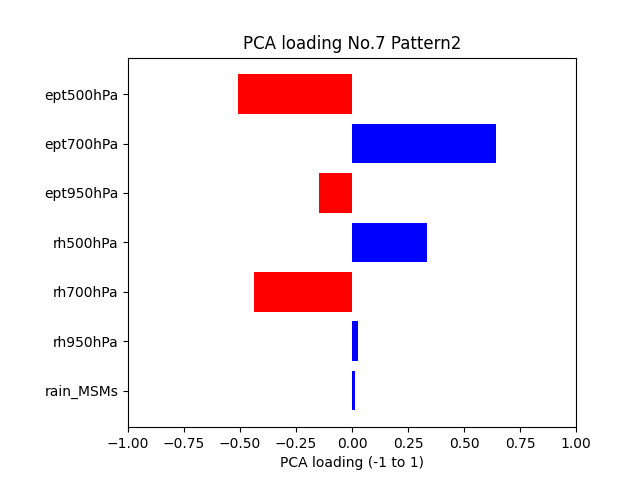 PCA loading No.7 Pattern2
ept500hPa
ept700hPa
ept950hPa
rh500hPa
rh700hPa
rh950hPa
rain_MSMs
−1.00 −0.75 −0.50 −0.25 0.00 0.25 0.50 0.75 1.00
PCA loading (-1 to 1)